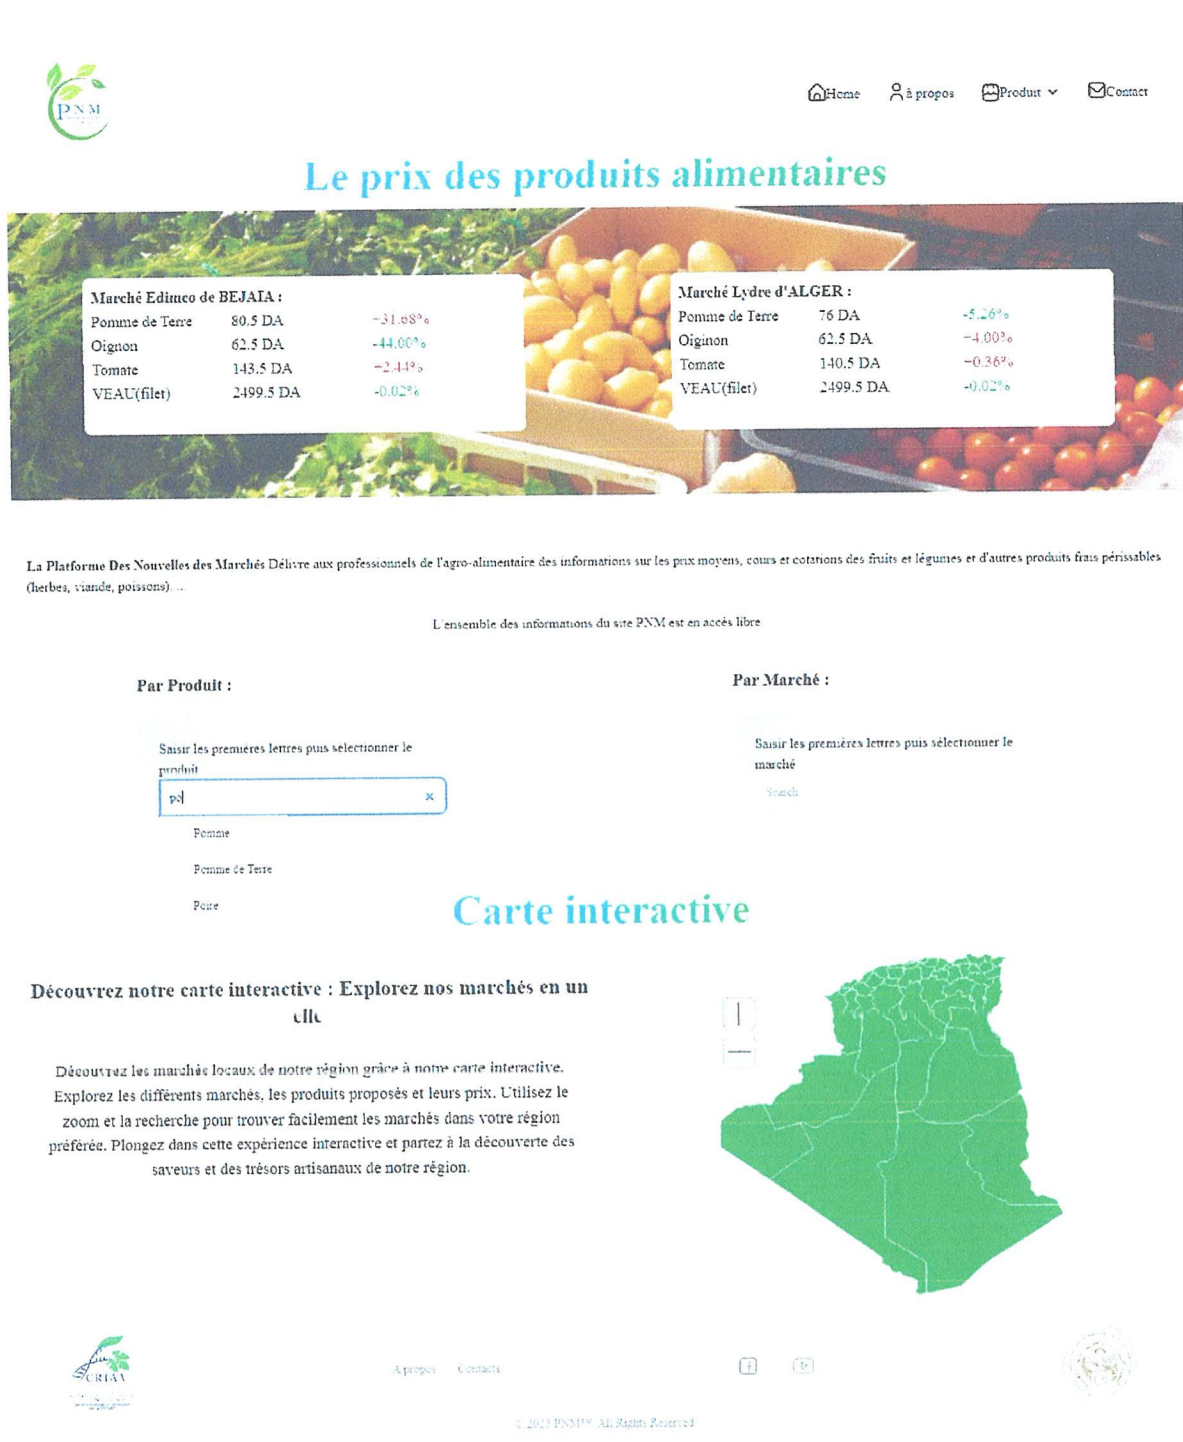 PNM
Home à propos Produit Contact
Le prix des produits alimentaires
Marché Edimco de BEJAIA :
Pomme de Terre 80.5 DA -31.68%
Oignon 62.5 DA -44.00%
Tomate 143.5 DA -2.44%
VEAU(filet) 2499.5 DA -0.02%
Marché Lydre d'ALGER :
Pomme de Terre 76 DA -5.26%
Oiginon 62.5 DA -4.00%
Tomate 140.5 DA -0.36%
VEAU(filet) 2499.5 DA -0.02%
La Platforme Des Nouvelles des Marchés Délivre aux professionnels de l'agro-alimentaire des informations sur les prix moyens, cours et cotations des fruits et légumes et d'autres produits frais périssables
(herbes, viande, poissons). ...
L'ensemble des informations du site PNM est en accès libre
Par Produit :
Saisir les premières lettres puis selectionner le
produit
po ×
Pomme
Pomme de Terre
Poire
Par Marché :
Saisir les premières lettres puis sélectionner le
marché
Search
Carte interactive
Découvrez notre carte interactive : Explorez nos marchés en un
Découvrez les marchés locaux de notre région grâce à notre carte interactive.
Explorez les différents marchés, les produits proposés et leurs prix. Utilisez le
zoom et la recherche pour trouver facilement les marchés dans votre région
préférée. Plongez dans cette expérience interactive et partez à la découverte des
saveurs et des trésors artisanaux de notre région.
CRIAA
A propos Contacts
© 2023 PNM™. All Rights Reserved